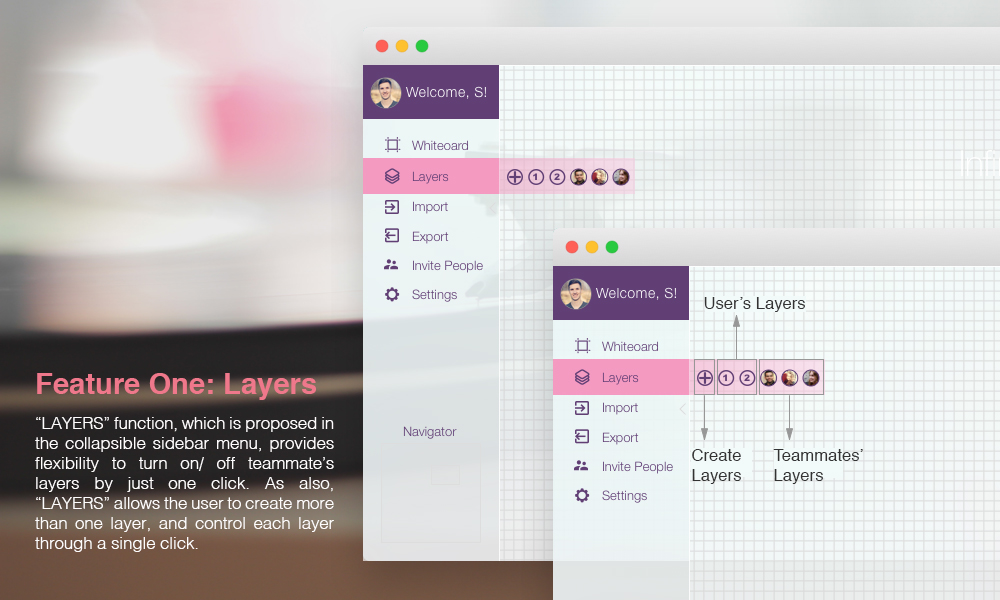 Welcome, S!
Whiteoard
Layers
1 2
Import
Export
Invite People
Settings
Navigator
Welcome, S!
Whiteoard
Layers
1 2
Import
Export
Invite People
Settings
User's Layers
Create
Layers
Teammates'
Layers
Feature One: Layers
“LAYERS” function, which is proposed in
the collapsible sidebar menu, provides
flexibility to turn on/ off teammate's
layers by just one click. As also,
“LAYERS” allows the user to create more
than one layer, and control each layer
through a single click.